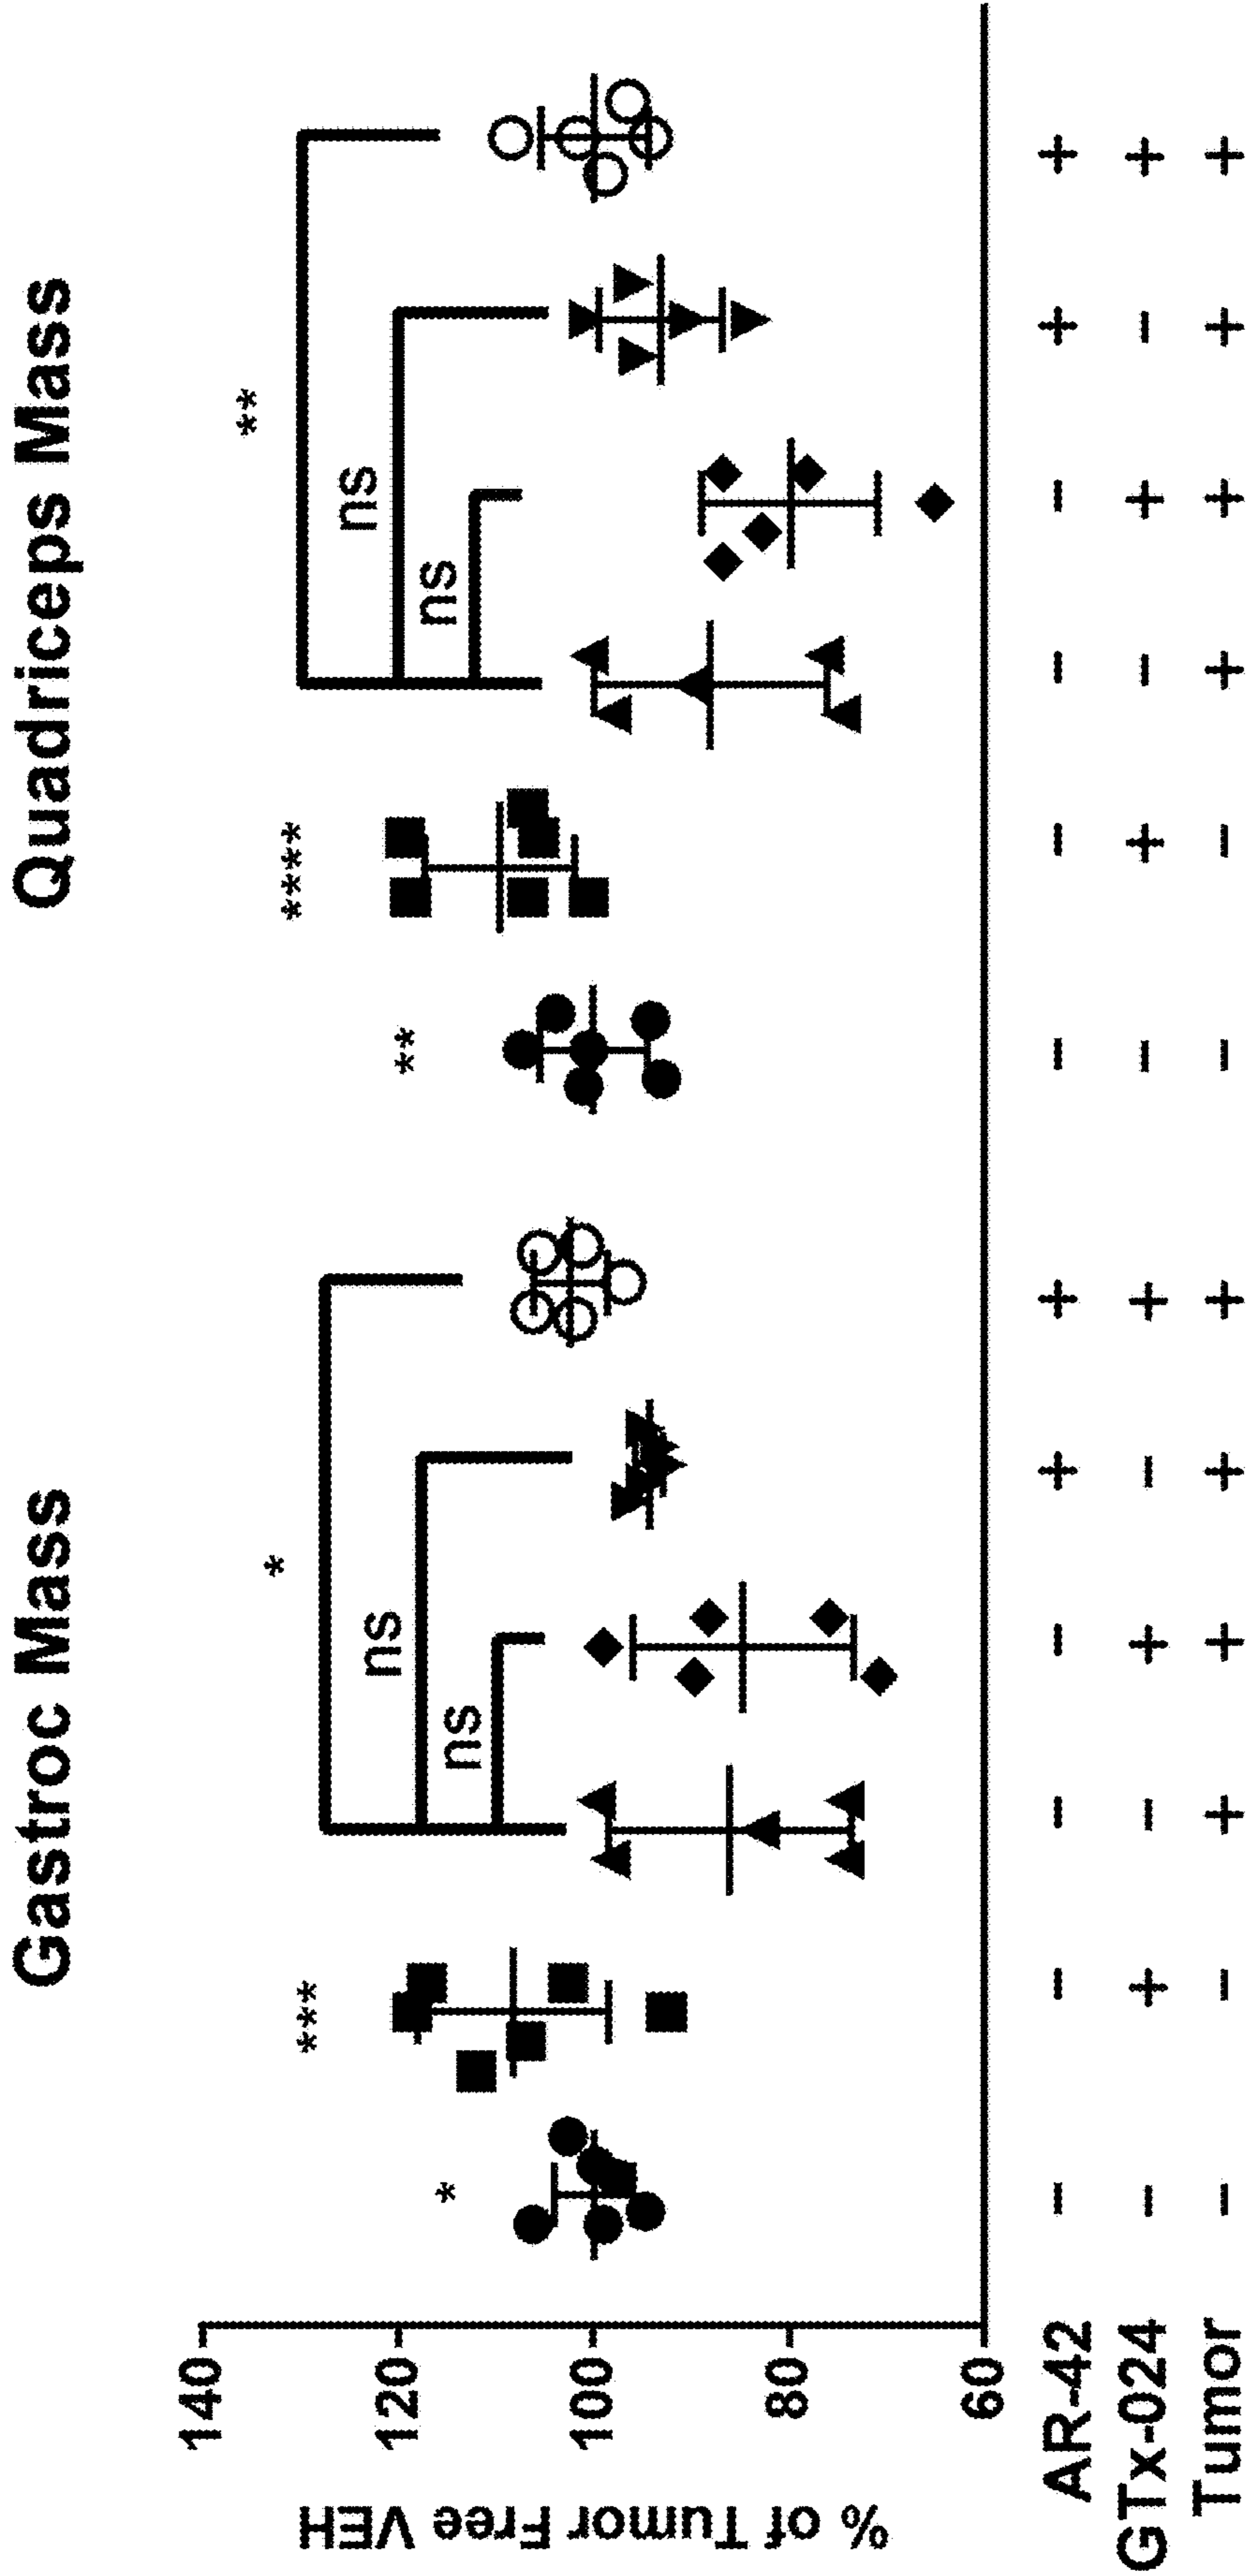 Gastroc Mass Quadriceps Mass
* *** * ns ns ** **** ** ns ns
% of Tumor Free VEH
140
120
100
80
60
AR-42 - - - - + + - - - - + +
GTx-024 - + - + - + - + - + - +
Tumor - - + + + + - - + + + +